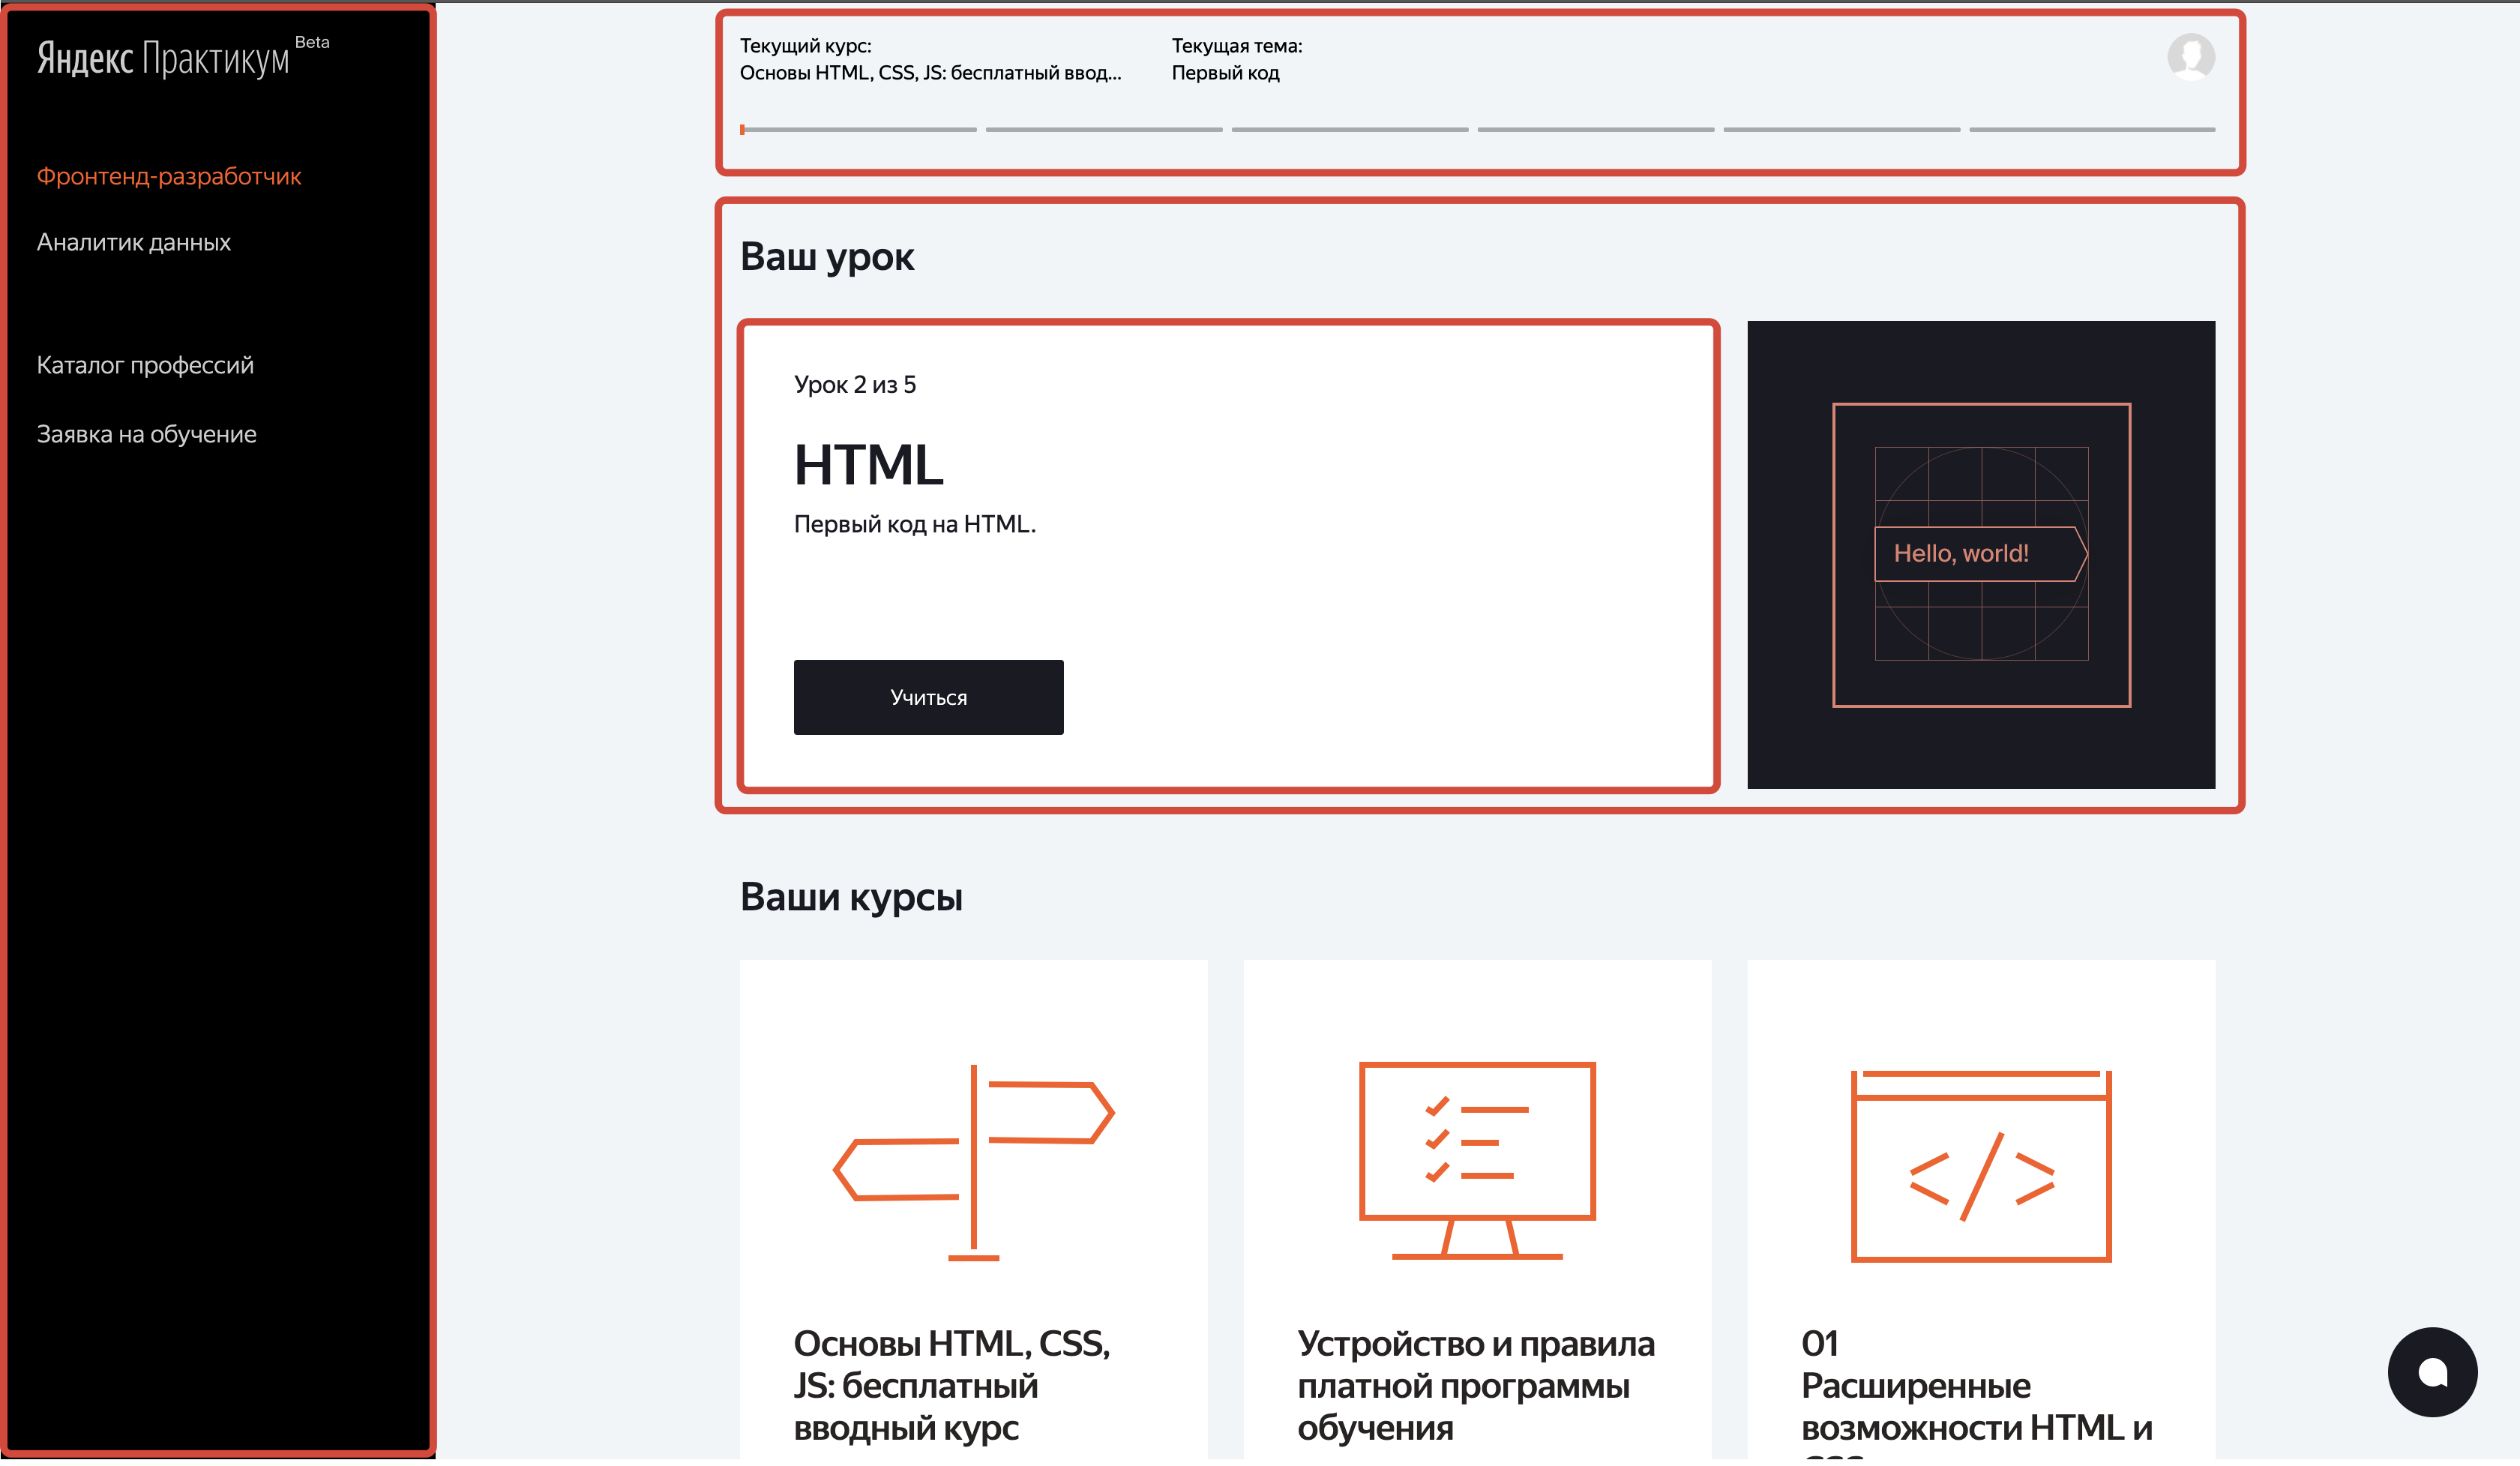 Яндекс Практикум Beta
Фронтенд-разработчик
Аналитик данных
Каталог профессий
Заявка на обучение
Текущий курс:
Основы HTML, CSS, JS: бесплатный ввод...
Текущая тема:
Первый код
Ваш урок
Урок 2 из 5
HTML
Первый код на HTML.
Учиться
Hello, world!
Ваши курсы
Основы HTML, CSS,
JS: бесплатный
вводный курс
Устройство и правила
платной программы
обучения
01
Расширенные
возможности HTML и